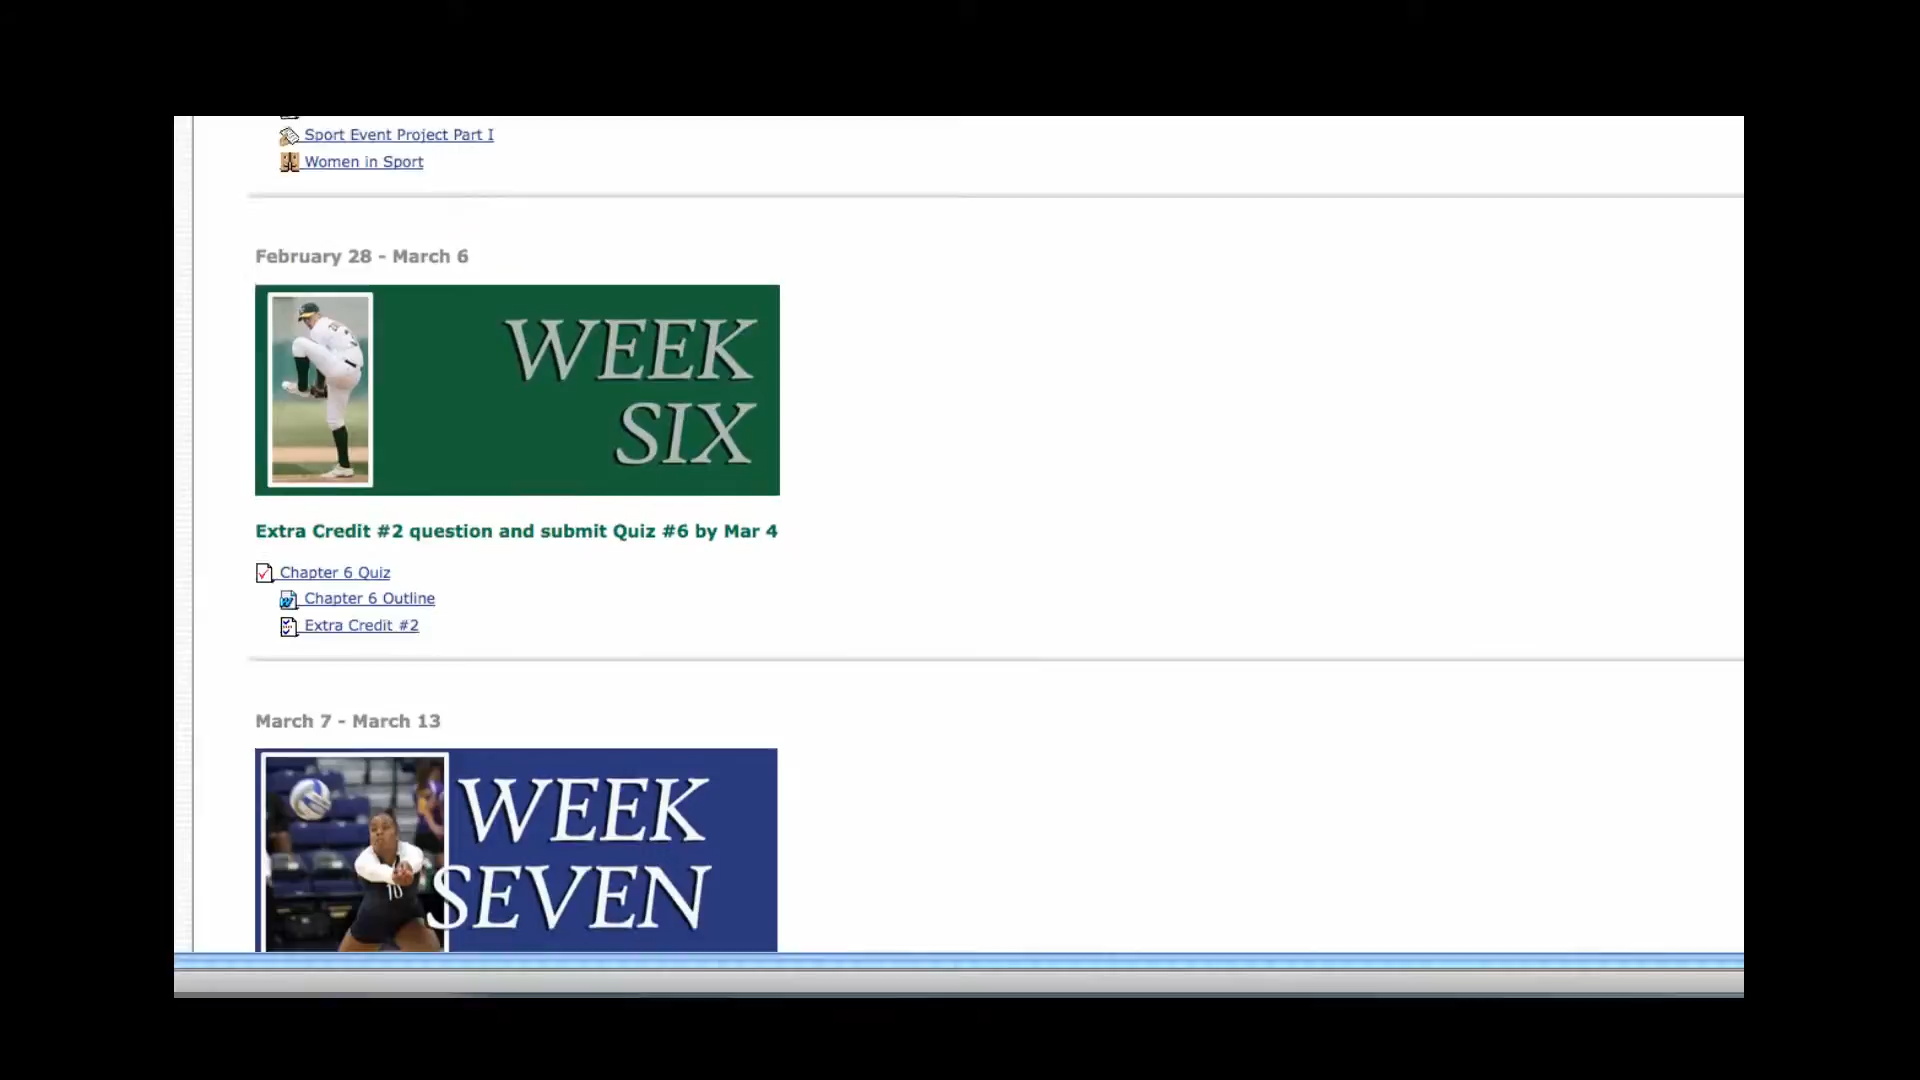 Sport Event Project Part I
Women in Sport
February 28 - March 6
WEEK
SIX
Extra Credit #2 question and submit Quiz #6 by Mar 4
Chapter 6 Quiz
Chapter 6 Outline
Extra Credit #2
March 7 - March 13
WEEK
SEVEN
10